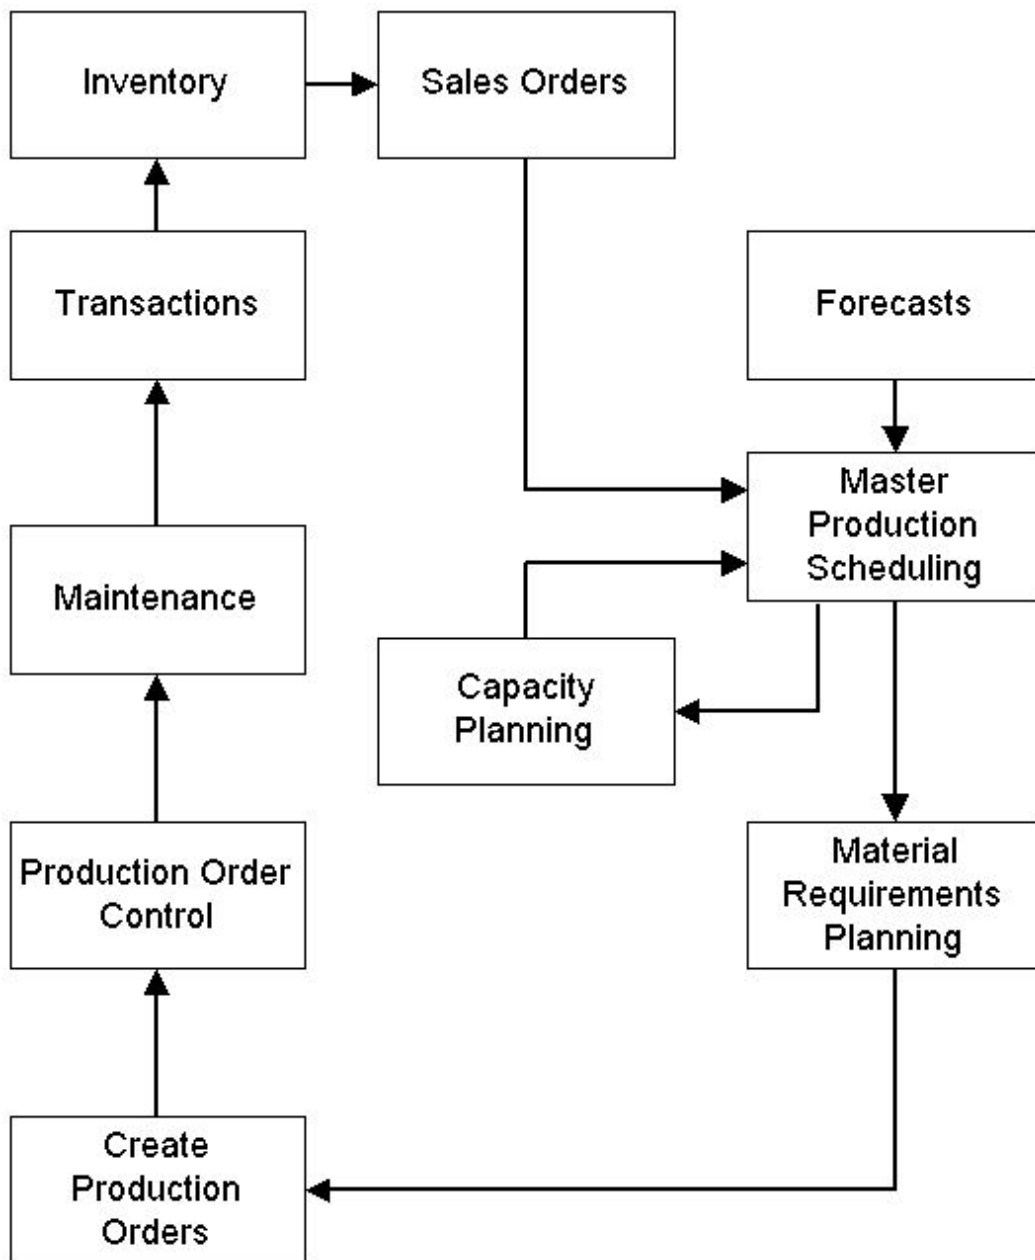 Inventory
Sales Orders
Transactions
Forecasts
Master
Production
Scheduling
Maintenance
Capacity
Planning
Production Order
Control
Material
Requirements
Planning
Create
Production
Orders